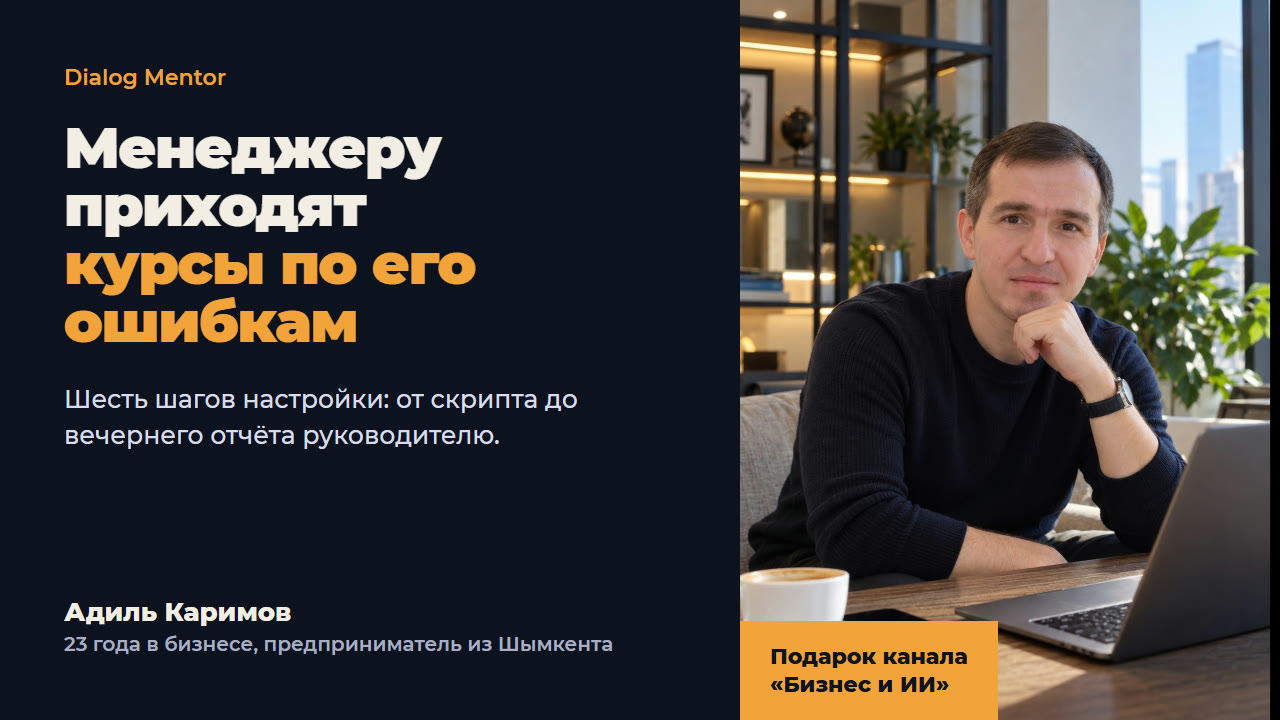 Dialog Mentor
Менеджеру
приходят
курсы по его
ошибкам
Шесть шагов настройки: от скрипта до
вечернего отчёта руководителю.
Адиль Каримов
23 года в бизнесе, предприниматель из Шымкента
Подарок канала
«Бизнес и ИИ»